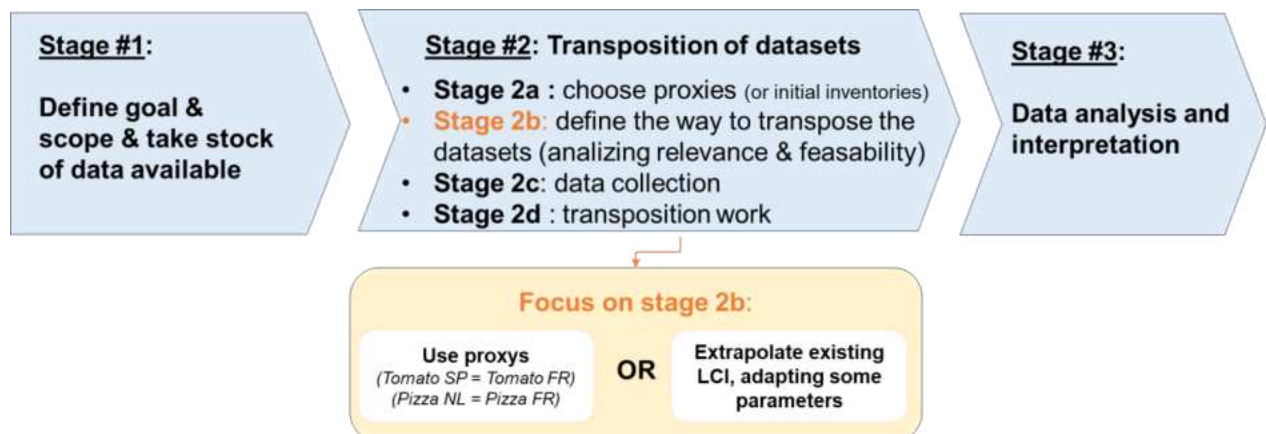 Stage #1:
Define goal &
scope & take stock
of data available
Stage #2: Transposition of datasets
• Stage 2a : choose proxies (or initial inventories)
• Stage 2b: define the way to transpose the
datasets (analizing relevance & feasability)
• Stage 2c: data collection
• Stage 2d : transposition work
Stage #3:
Data analysis and
interpretation
Focus on stage 2b:
Use proxys
(Tomato SP = Tomato FR)
(Pizza NL = Pizza FR)
OR
Extrapolate existing
LCI, adapting some
parameters